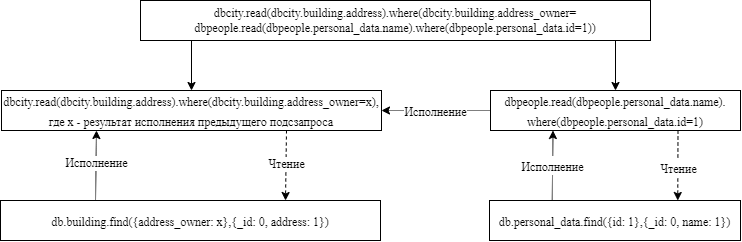 dbcity.read(dbcity.building.address).where(dbcity.building.address_owner=
dbpeople.read(dbpeople.personal_data.name).where(dbpeople.personal_data.id=1))
dbcity.read(dbcity.building.address).where(dbcity.building.address_owner=x),
где x - результат исполнения предыдущего подсзапроса
Исполнение
dbpeople.read(dbpeople.personal_data.name).
where(dbpeople.personal_data.id=1)
Исполнение
Чтение
Исполнение
Чтение
db.building.find({address_owner: x},{_id: 0, address: 1})
db.personal_data.find({id: 1},{_id: 0, name: 1})